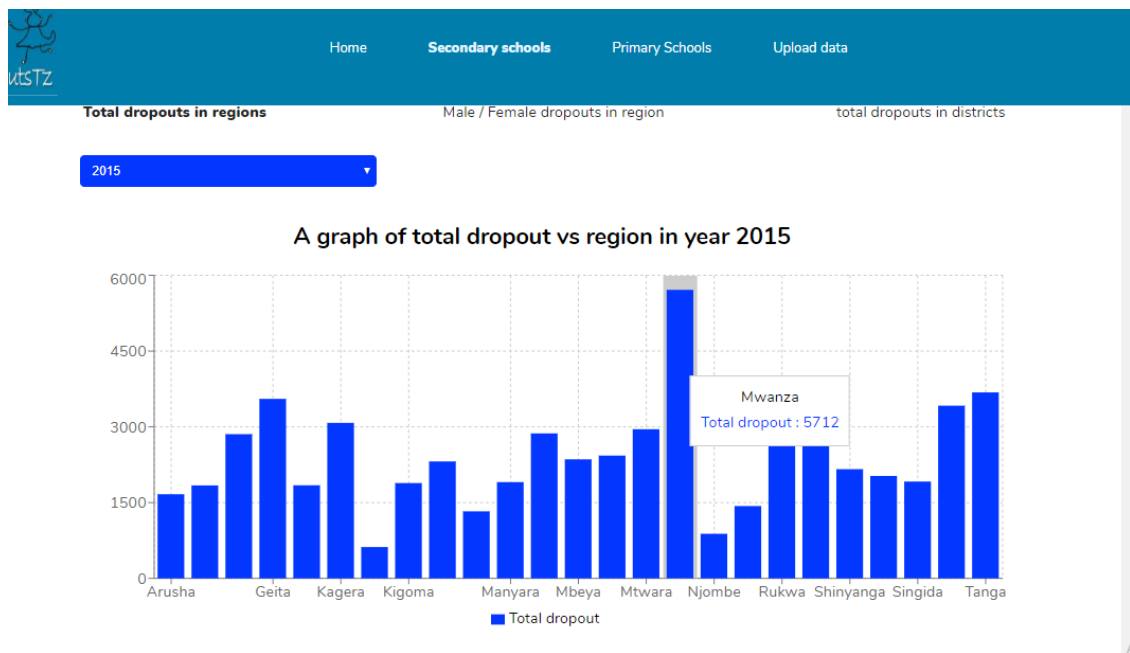 Home Secondary schools Primary Schools Upload data
utsTz
Total dropouts in regions Male / Female dropouts in region total dropouts in districts
2015
A graph of total dropout vs region in year 2015
6000
4500
3000
1500
0
Mwanza
Total dropout : 5712
Arusha Geita Kagera Kigoma Manyara Mbeya Mtwara Njombe Rukwa Shinyanga Singida Tanga
Total dropout